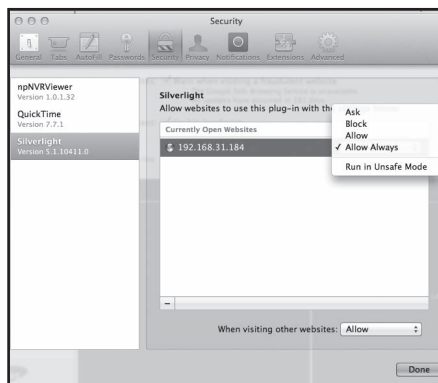 Security
General Tabs AutoFill Passwords Security Privacy Notifications Extensions Advanced
npNVRViewer
Version 1.0.1.32
QuickTime
Version 7.7.1
Silverlight
Version 5.1.10411.0
Silverlight
Allow websites to use this plug-in with the
Currently Open Websites
192.168.31.184
Ask
Block
Allow
✓ Allow Always
Run in Unsafe Mode
When visiting other websites: Allow
Done